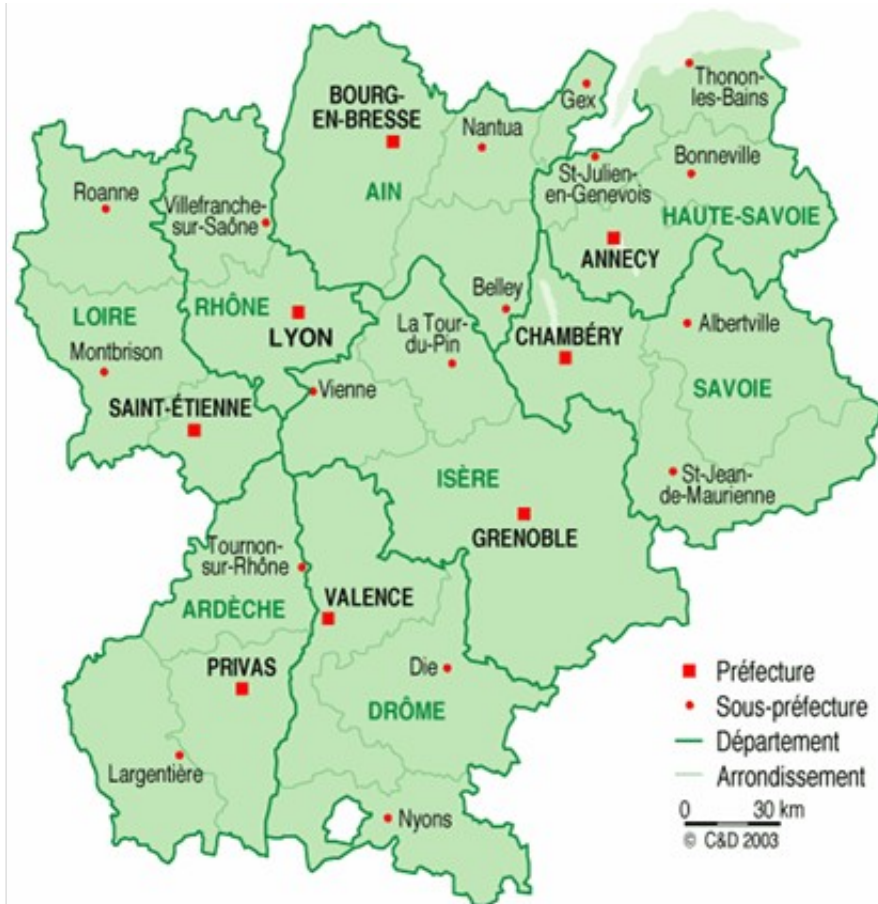 BOURG-
EN-BRESSE
Gex
Thonon-
les-Bains
Nantua
Roanne
Villefranche-
sur-Saône
AIN
St-Julien-
en-Genevois
Bonneville
HAUTE-SAVOIE
ANNECY
LOIRE
RHÔNE
LYON
Belley
La Tour-
du-Pin
CHAMBÉRY
Albertville
Montbrison
Vienne
SAVOIE
SAINT-ÉTIENNE
ISÈRE
St-Jean-
de-Maurienne
GRENOBLE
Tournon-
sur-Rhône
ARDÈCHE
VALENCE
PRIVAS
Die
DRÔME
Largentière
Nyons
Préfecture
Sous-préfecture
Département
Arrondissement
0 30 km
© C&D 2003